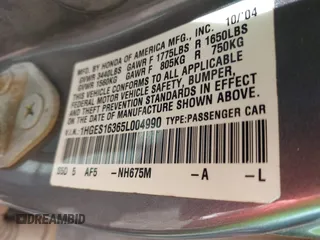 MFD. BY HONDA OF AMERICA MFG., INC. 10/04
GVWR 3440LBS GAWR F 1775LBS R 1650LBS
GVWR 1560KG GAWR F 805KG R 750KG
THIS VEHICLE CONFORMS TO ALL APPLICABLE
FEDERAL MOTOR VEHICLE SAFETY, BUMPER,
AND THEFT PREVENTION STANDARDS IN EFFECT
ON THE DATE OF MANUFACTURE SHOWN ABOVE.
V.I.N.: 1HGES16365L004990 TYPE: PASSENGER CAR
S5D 5 AF5 -NH675M -A -L
DREAMBID